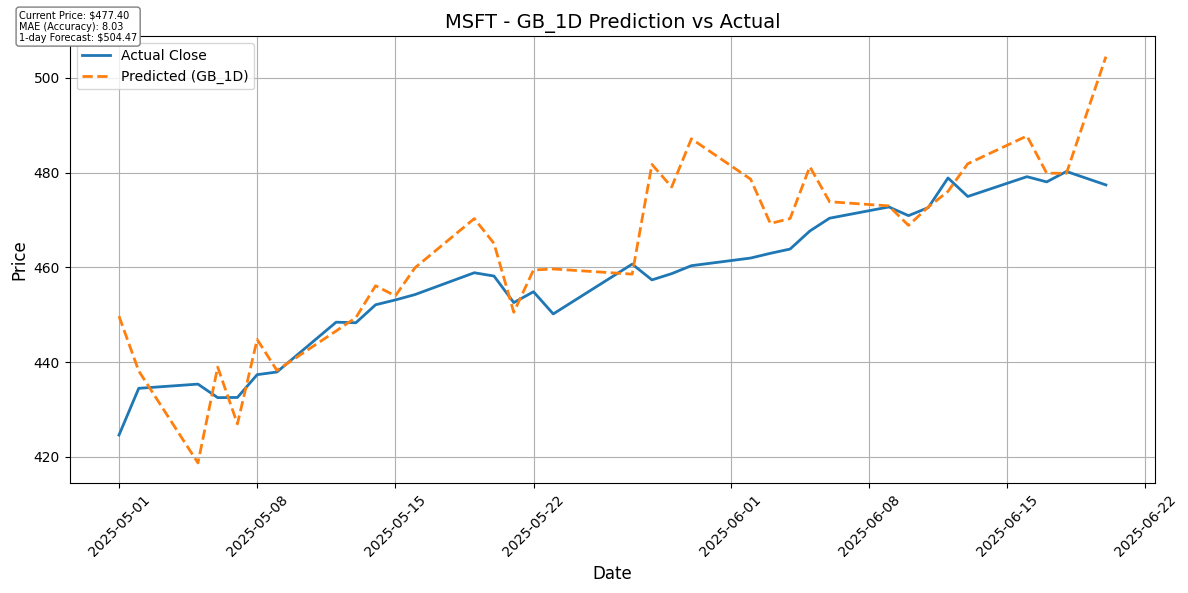 MSFT - GB_1D Prediction vs Actual
Current Price: $477.40
MAE (Accuracy): 8.03
1-day Forecast: $504.47
Actual Close
Predicted (GB_1D)
Price
500
480
460
440
420
2025-05-01
2025-05-08
2025-05-15
2025-05-22
2025-06-01
2025-06-08
2025-06-15
2025-06-22
Date